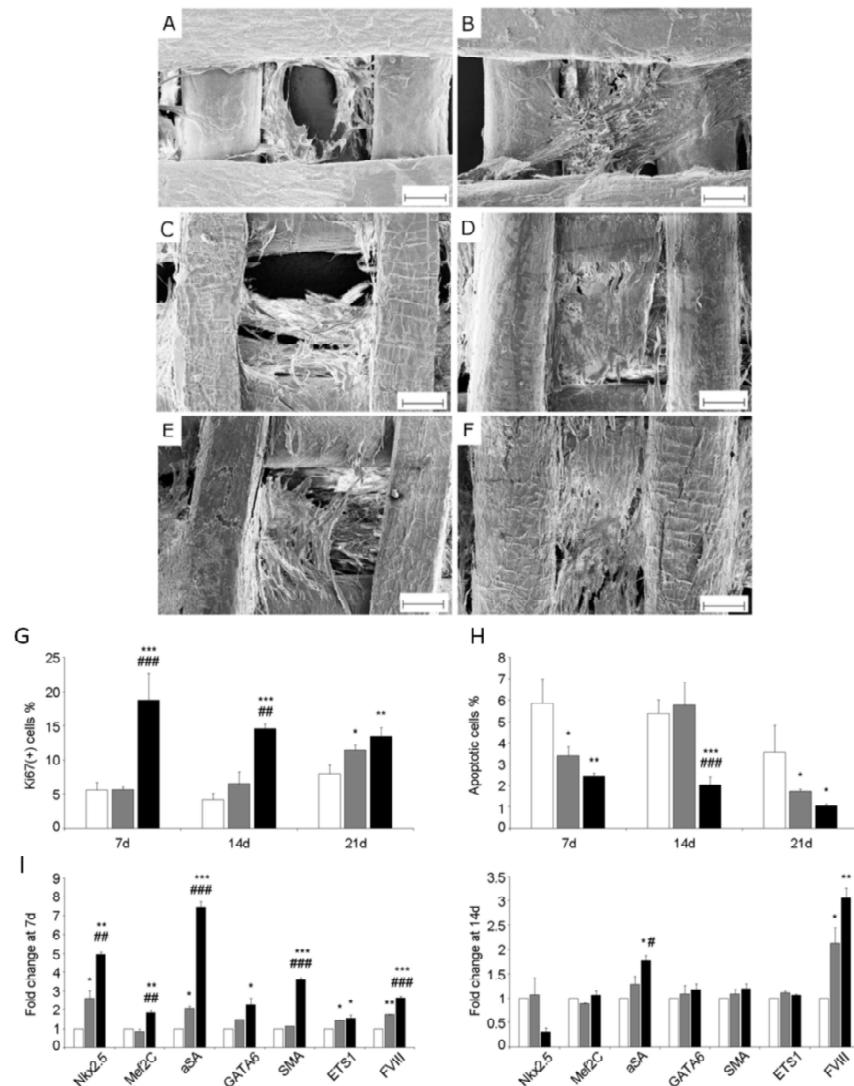 A
B
C
D
E
F
G
H
***
###
***
##
*
**
Ki67(+) cells %
25
20
15
10
5
0
7d
14d
21d
*
**
***
###
*
*
Apoptotic cells %
8
7
6
5
4
3
2
1
0
7d
14d
21d
I
*
**
##
**
##
*
***
###
*
***
###
*
*
**
***
###
Fold change at 7d
9
8
7
6
5
4
2
1
0
Nkx2.5
Mef2C
aSA
GATA6
SMA
ETS1
FVIII
*#
*
**
Fold change at 14d
3.5
3
2.5
2
1.5
1
0.5
0
Nkx2.5
Mef2C
aSA
GATA6
SMA
ETS1
FVIII